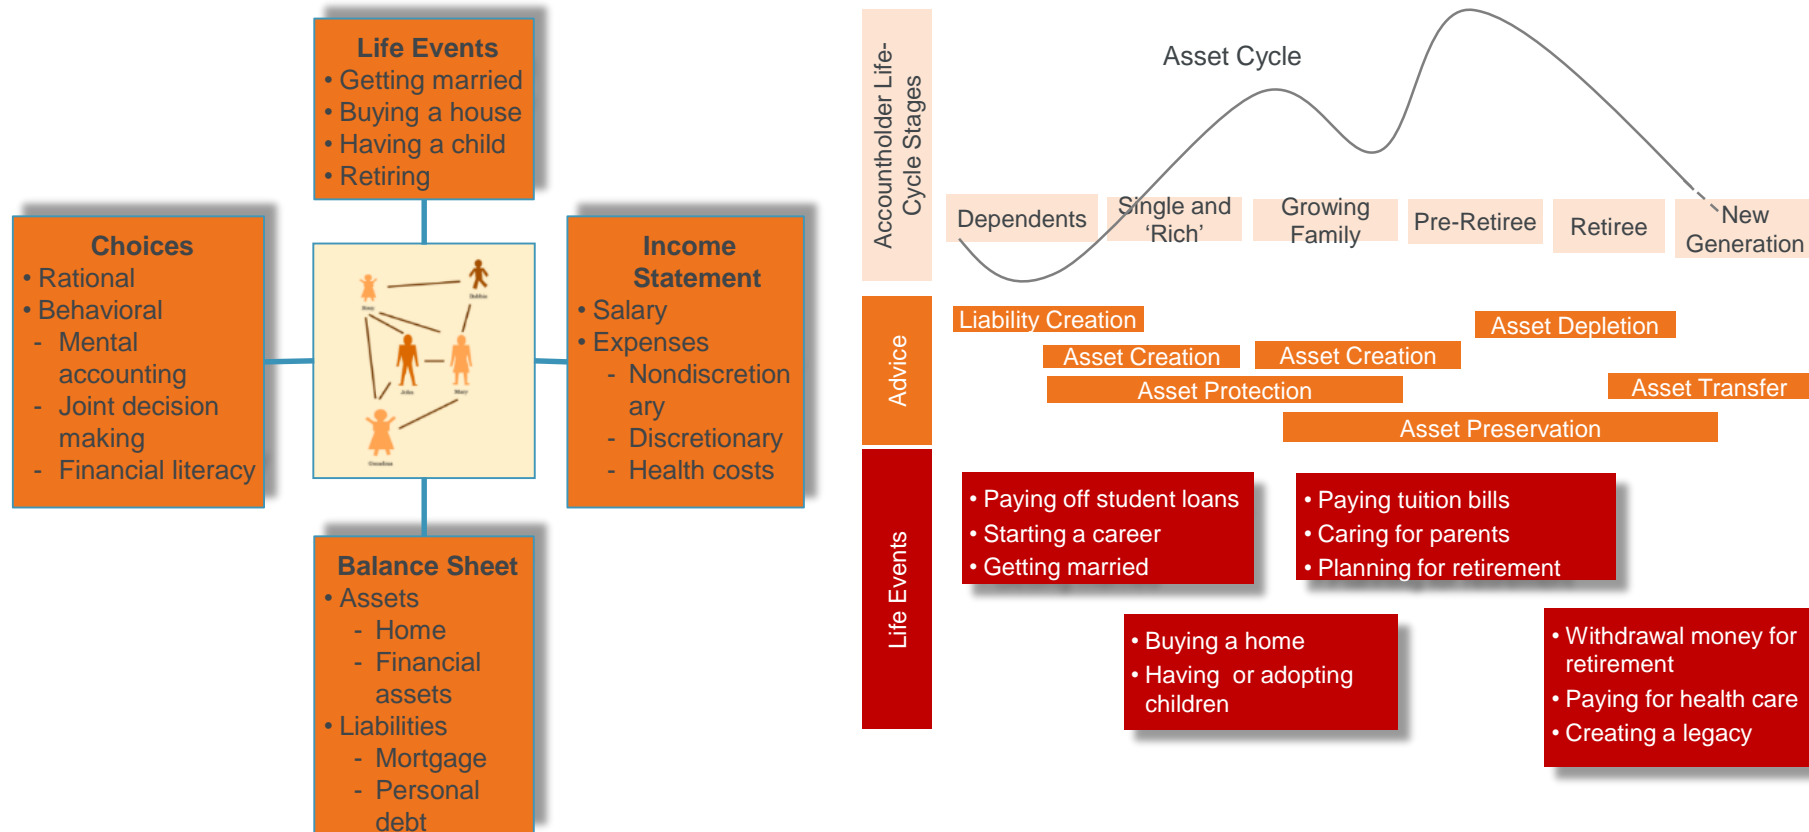 Life Events
• Getting married
• Buying a house
• Having a child
• Retiring
Choices
• Rational
• Behavioral
- Mental
accounting
- Joint decision
making
- Financial literacy
Income
Statement
• Salary
• Expenses
- Nondiscretion
ary
- Discretionary
- Health costs
Balance Sheet
• Assets
- Home
- Financial
assets
• Liabilities
- Mortgage
- Personal
debt
John
Mary
Grandma
Accountholder Life-
Cycle Stages
Asset Cycle
Dependents
Single and
‘Rich’
Growing
Family
Pre-Retiree
Retiree
New
Generation
Advice
Liability Creation
Asset Depletion
Asset Creation
Asset Creation
Asset Protection
Asset Transfer
Asset Preservation
Life Events
• Paying off student loans
• Starting a career
• Getting married
• Paying tuition bills
• Caring for parents
• Planning for retirement
• Buying a home
• Having or adopting
children
• Withdrawal money for
retirement
• Paying for health care
• Creating a legacy